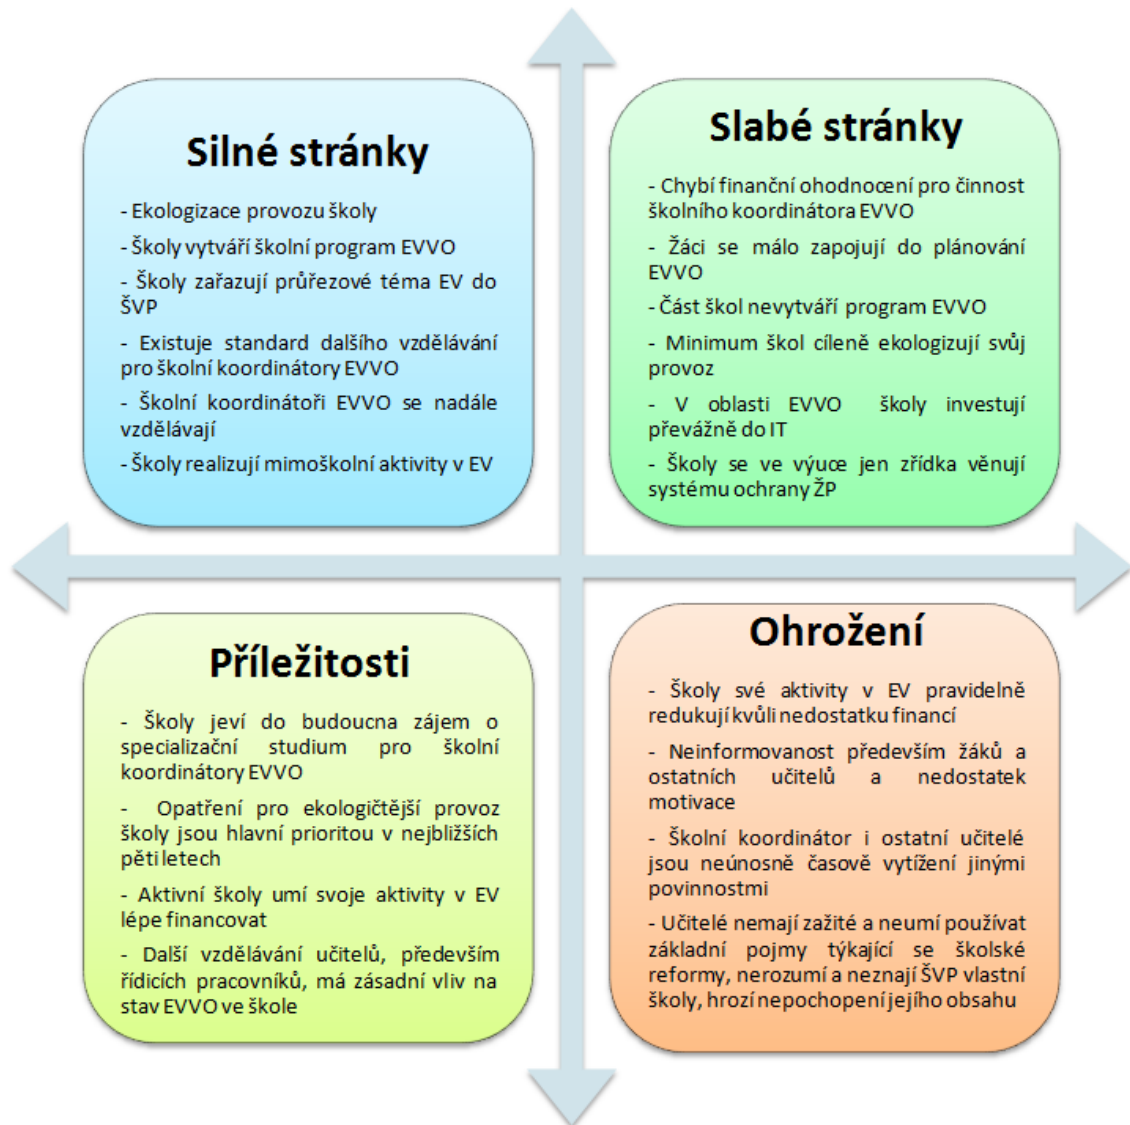 Silné stránky
- Ekologizace provozu školy
- Školy vytváří školní program EVVO
- Školy zařazují průřezové téma EV do
ŠVP
- Existuje standard dalšího vzdělávání
pro školní koordinátory EVVO
- Školní koordinátoři EVVO se nadále
vzdělávají
- Školy realizují mimoškolní aktivity v EV
Slabé stránky
- Chybí finanční ohodnocení pro činnost
školního koordinátora EVVO
- Žáci se málo zapojují do plánování
EVVO
- Část škol nevytváří program EVVO
- Minimum škol cíleně ekologizují svůj
provoz
- V oblasti EVVO školy investují
převážně do IT
- Školy se ve výuce jen zřídka věnují
systému ochrany ŽP
Příležitosti
- Školy jeví do budoucna zájem o
specializační studium pro školní
koordinátory EVVO
- Opatření pro ekologičtější provoz
školy jsou hlavní prioritou v nejbližších
pěti letech
- Aktivní školy umí svoje aktivity v EV
lépe financovat
- Další vzdělávání učitelů, především
řídicích pracovníků, má zásadní vliv na
stav EVVO ve škole
Ohrožení
- Školy své aktivity v EV pravidelně
redukují kvůli nedostatku financí
- Neinformovanost především žáků a
ostatních učitelů a nedostatek
motivace
- Školní koordinátor i ostatní učitelé
jsou neúnosně časově vytížení jinými
povinnostmi
- Učitelé nemají zažité a neumí používat
základní pojmy týkající se školské
reformy, nerozumí a neznají ŠVP vlastní
školy, hrozí nepochopení jejího obsahu